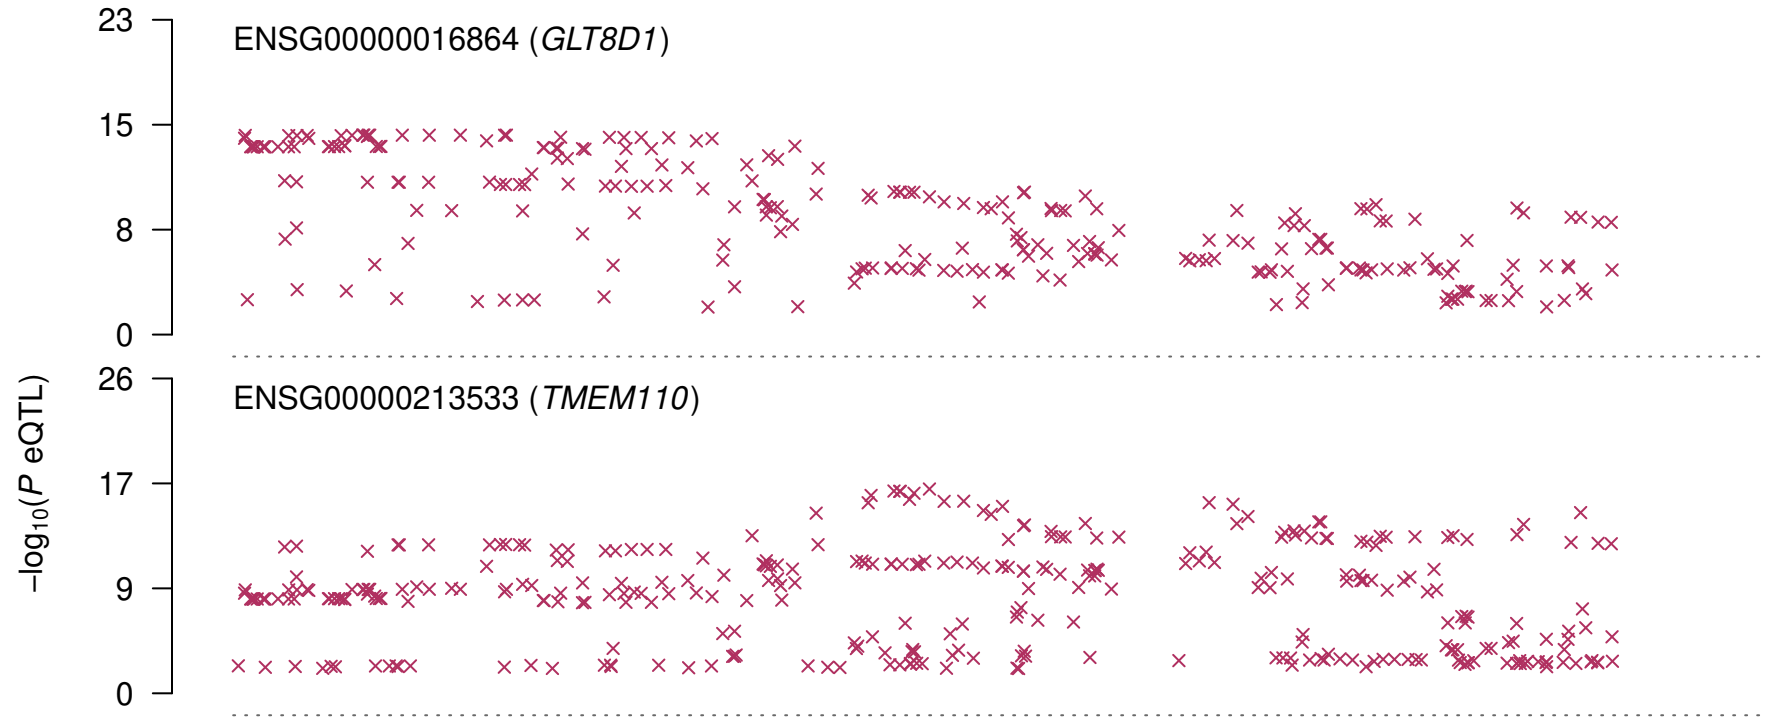 23
ENSG00000016864 (GLT8D1)
15
8
0
–log10(P eQTL)
26
ENSG00000213533 (TMEM110)
17
9
0